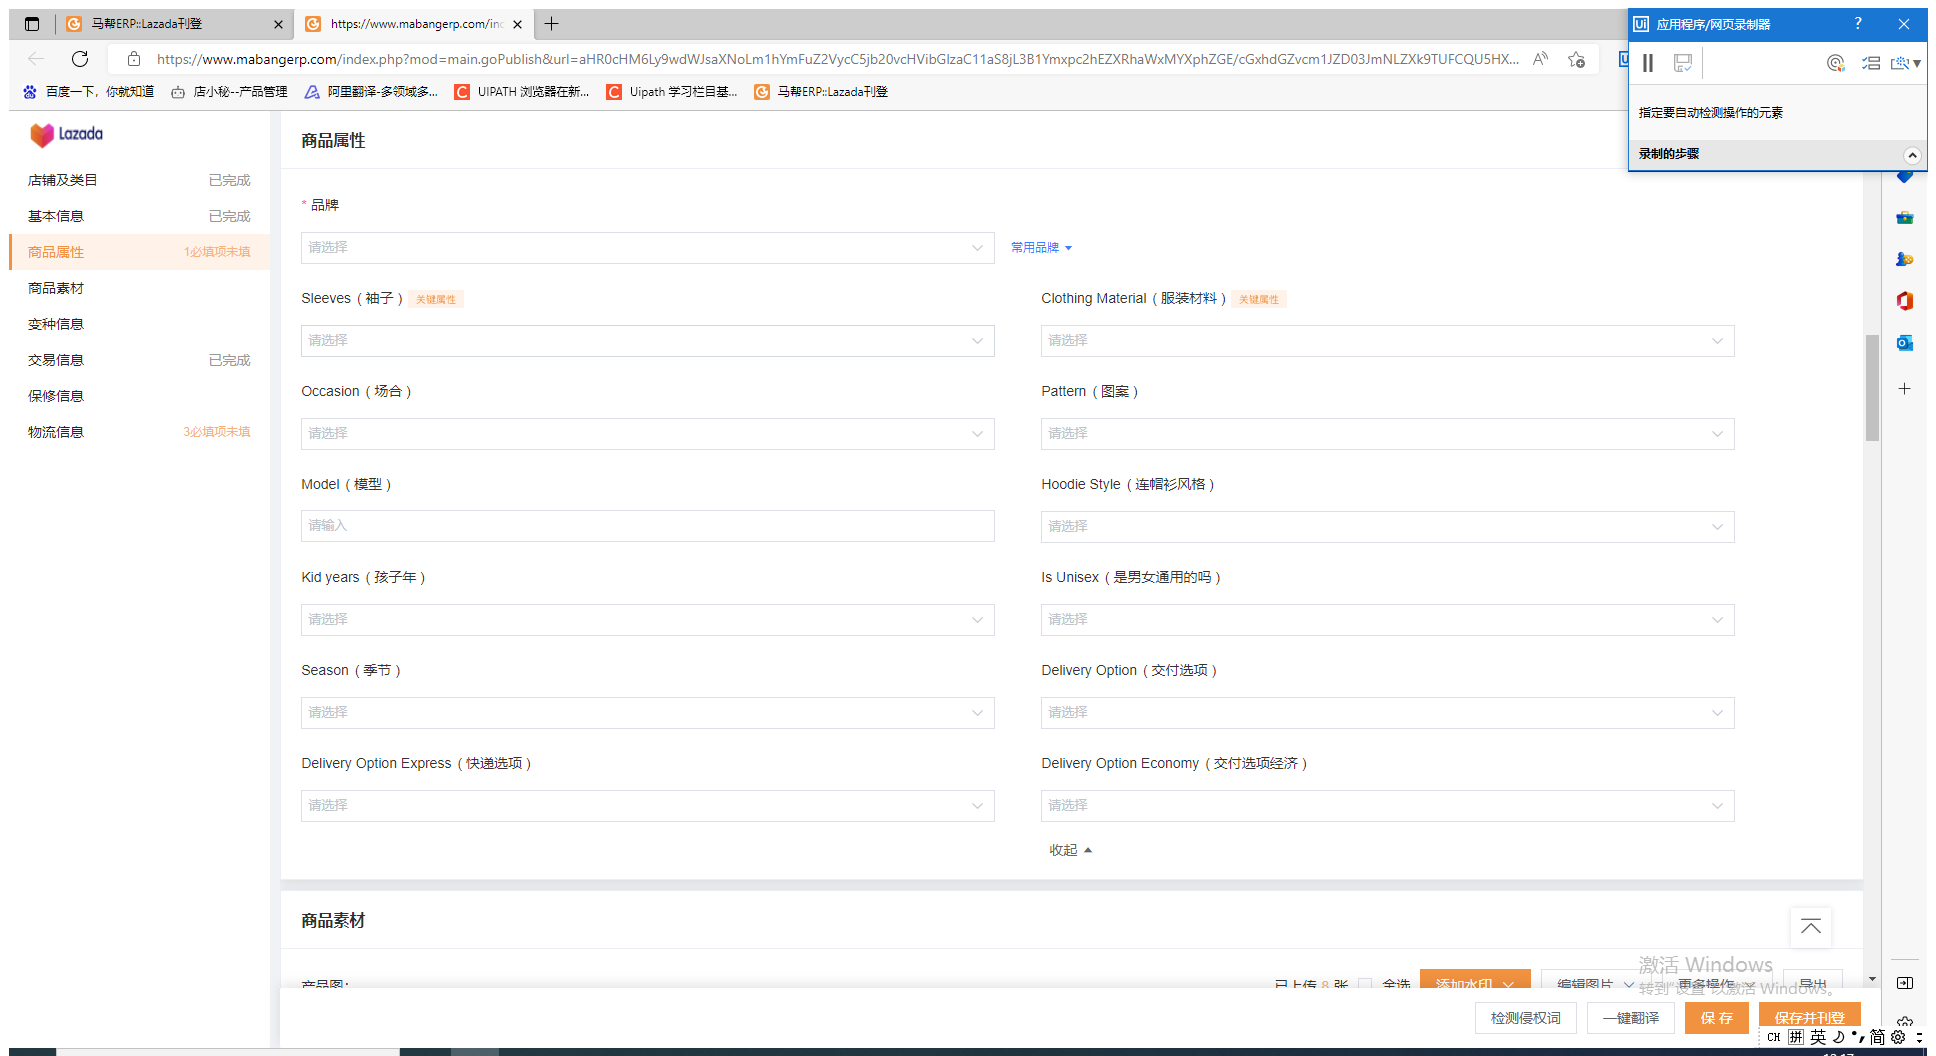 马帮ERP::Lazada刊登
https://www.mabangerp.com/inc
Ui 应用程序/网页录制器 ?
https://www.mabangerp.com/index.php?mod=main.goPublish&url=aHR0cHM6Ly9wdWJsaXNoLm1hYmFuZ2VycC5jb20vcHVibGlzaC11aS8jL3B1Ymxpc2hEZXRhaWxMYXphZGE/cGxhdGZvcm1JZD03JmNLZXk9TUFCQU5HX...
百度一下，你就知道 店小秘--产品管理 阿里翻译-多领域多... UIPATH 浏览器在新... Uipath 学习栏目基... 马帮ERP::Lazada刊登
指定要自动检测操作的元素
录制的步骤
Lazada
店铺及类目 已完成
基本信息 已完成
商品属性 1必填项未填
商品素材
变种信息
交易信息 已完成
保修信息
物流信息 3必填项未填
商品属性
* 品牌
请选择 常用品牌
Sleeves（袖子） 关键属性 Clothing Material（服装材料） 关键属性
请选择 请选择
Occasion（场合） Pattern（图案）
请选择 请选择
Model（模型） Hoodie Style（连帽衫风格）
请输入 请选择
Kid years（孩子年） Is Unisex（是男女通用的吗）
请选择 请选择
Season（季节） Delivery Option（交付选项）
请选择 请选择
Delivery Option Express（快递选项） Delivery Option Economy（交付选项经济）
请选择 请选择
收起
商品素材
产品图： 已上传 8 张 全选 添加水印 编辑图片 更多操作 导出
激活 Windows
转到"设置"以激活 Windows。
检测侵权词 一键翻译 保 存 保存并刊登
CH 拼 英 简